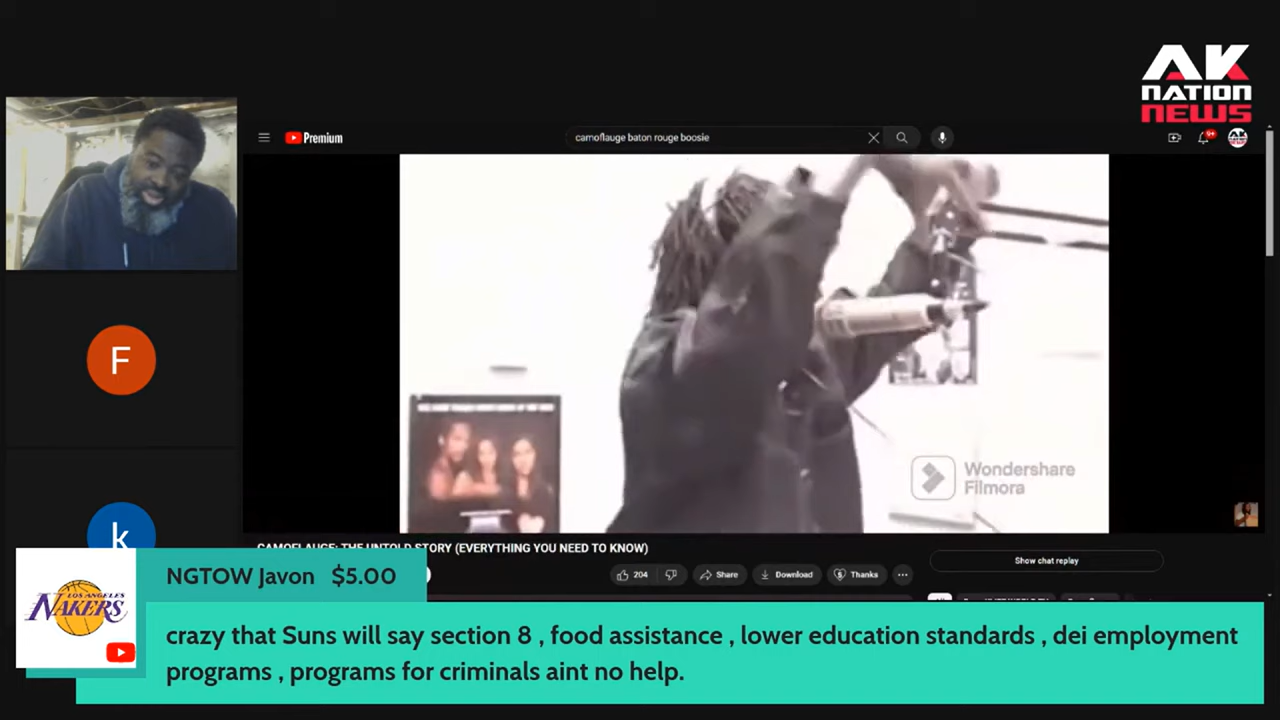 AK
NATION
NEWS
Premium
camoflauge baton rouge boosie
9+
F
Wondershare
Filmora
k
CAMOFLAUGE: THE UNTOLD STORY (EVERYTHING YOU NEED TO KNOW)
204
Share
Download
Thanks
Show chat replay
LOS ANGELES
NAKERS
NGTOW Javon $5.00
crazy that Suns will say section 8 , food assistance , lower education standards , dei employment
programs , programs for criminals aint no help.